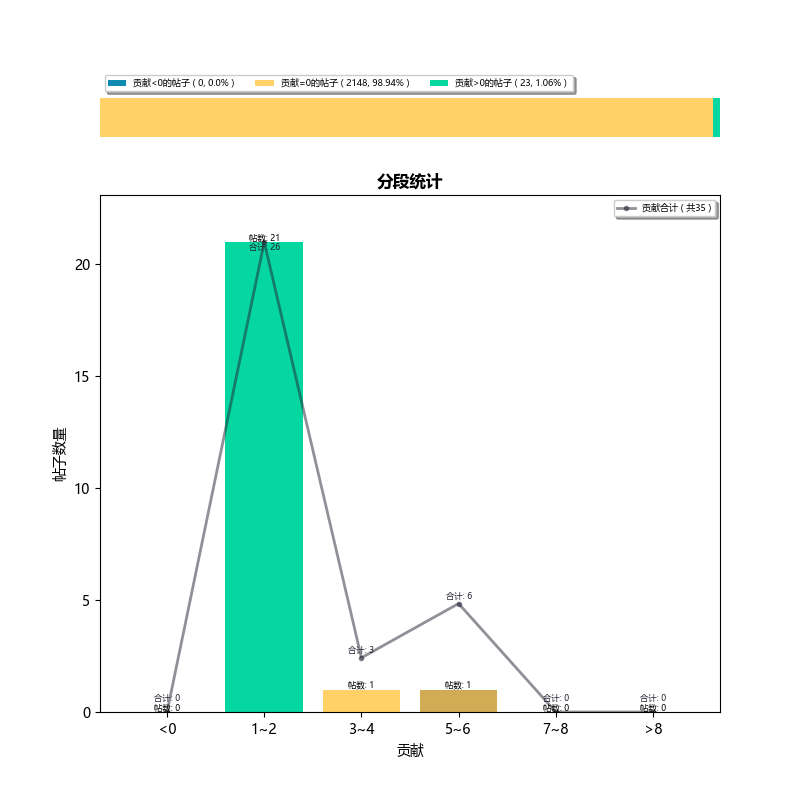 贡献<0的帖子 ( 0, 0.0% ) 贡献=0的帖子 ( 2148, 98.94% ) 贡献>0的帖子 ( 23, 1.06% )
分段统计
贡献合计 ( 共35 )
帖数: 21
合计: 26
合计: 6
合计: 3
帖数: 1
帖数: 1
合计: 0
帖数: 0
合计: 0
帖数: 0
合计: 0
帖数: 0
20
15
10
5
0
帖子数量
<0 1~2 3~4 5~6 7~8 >8
贡献